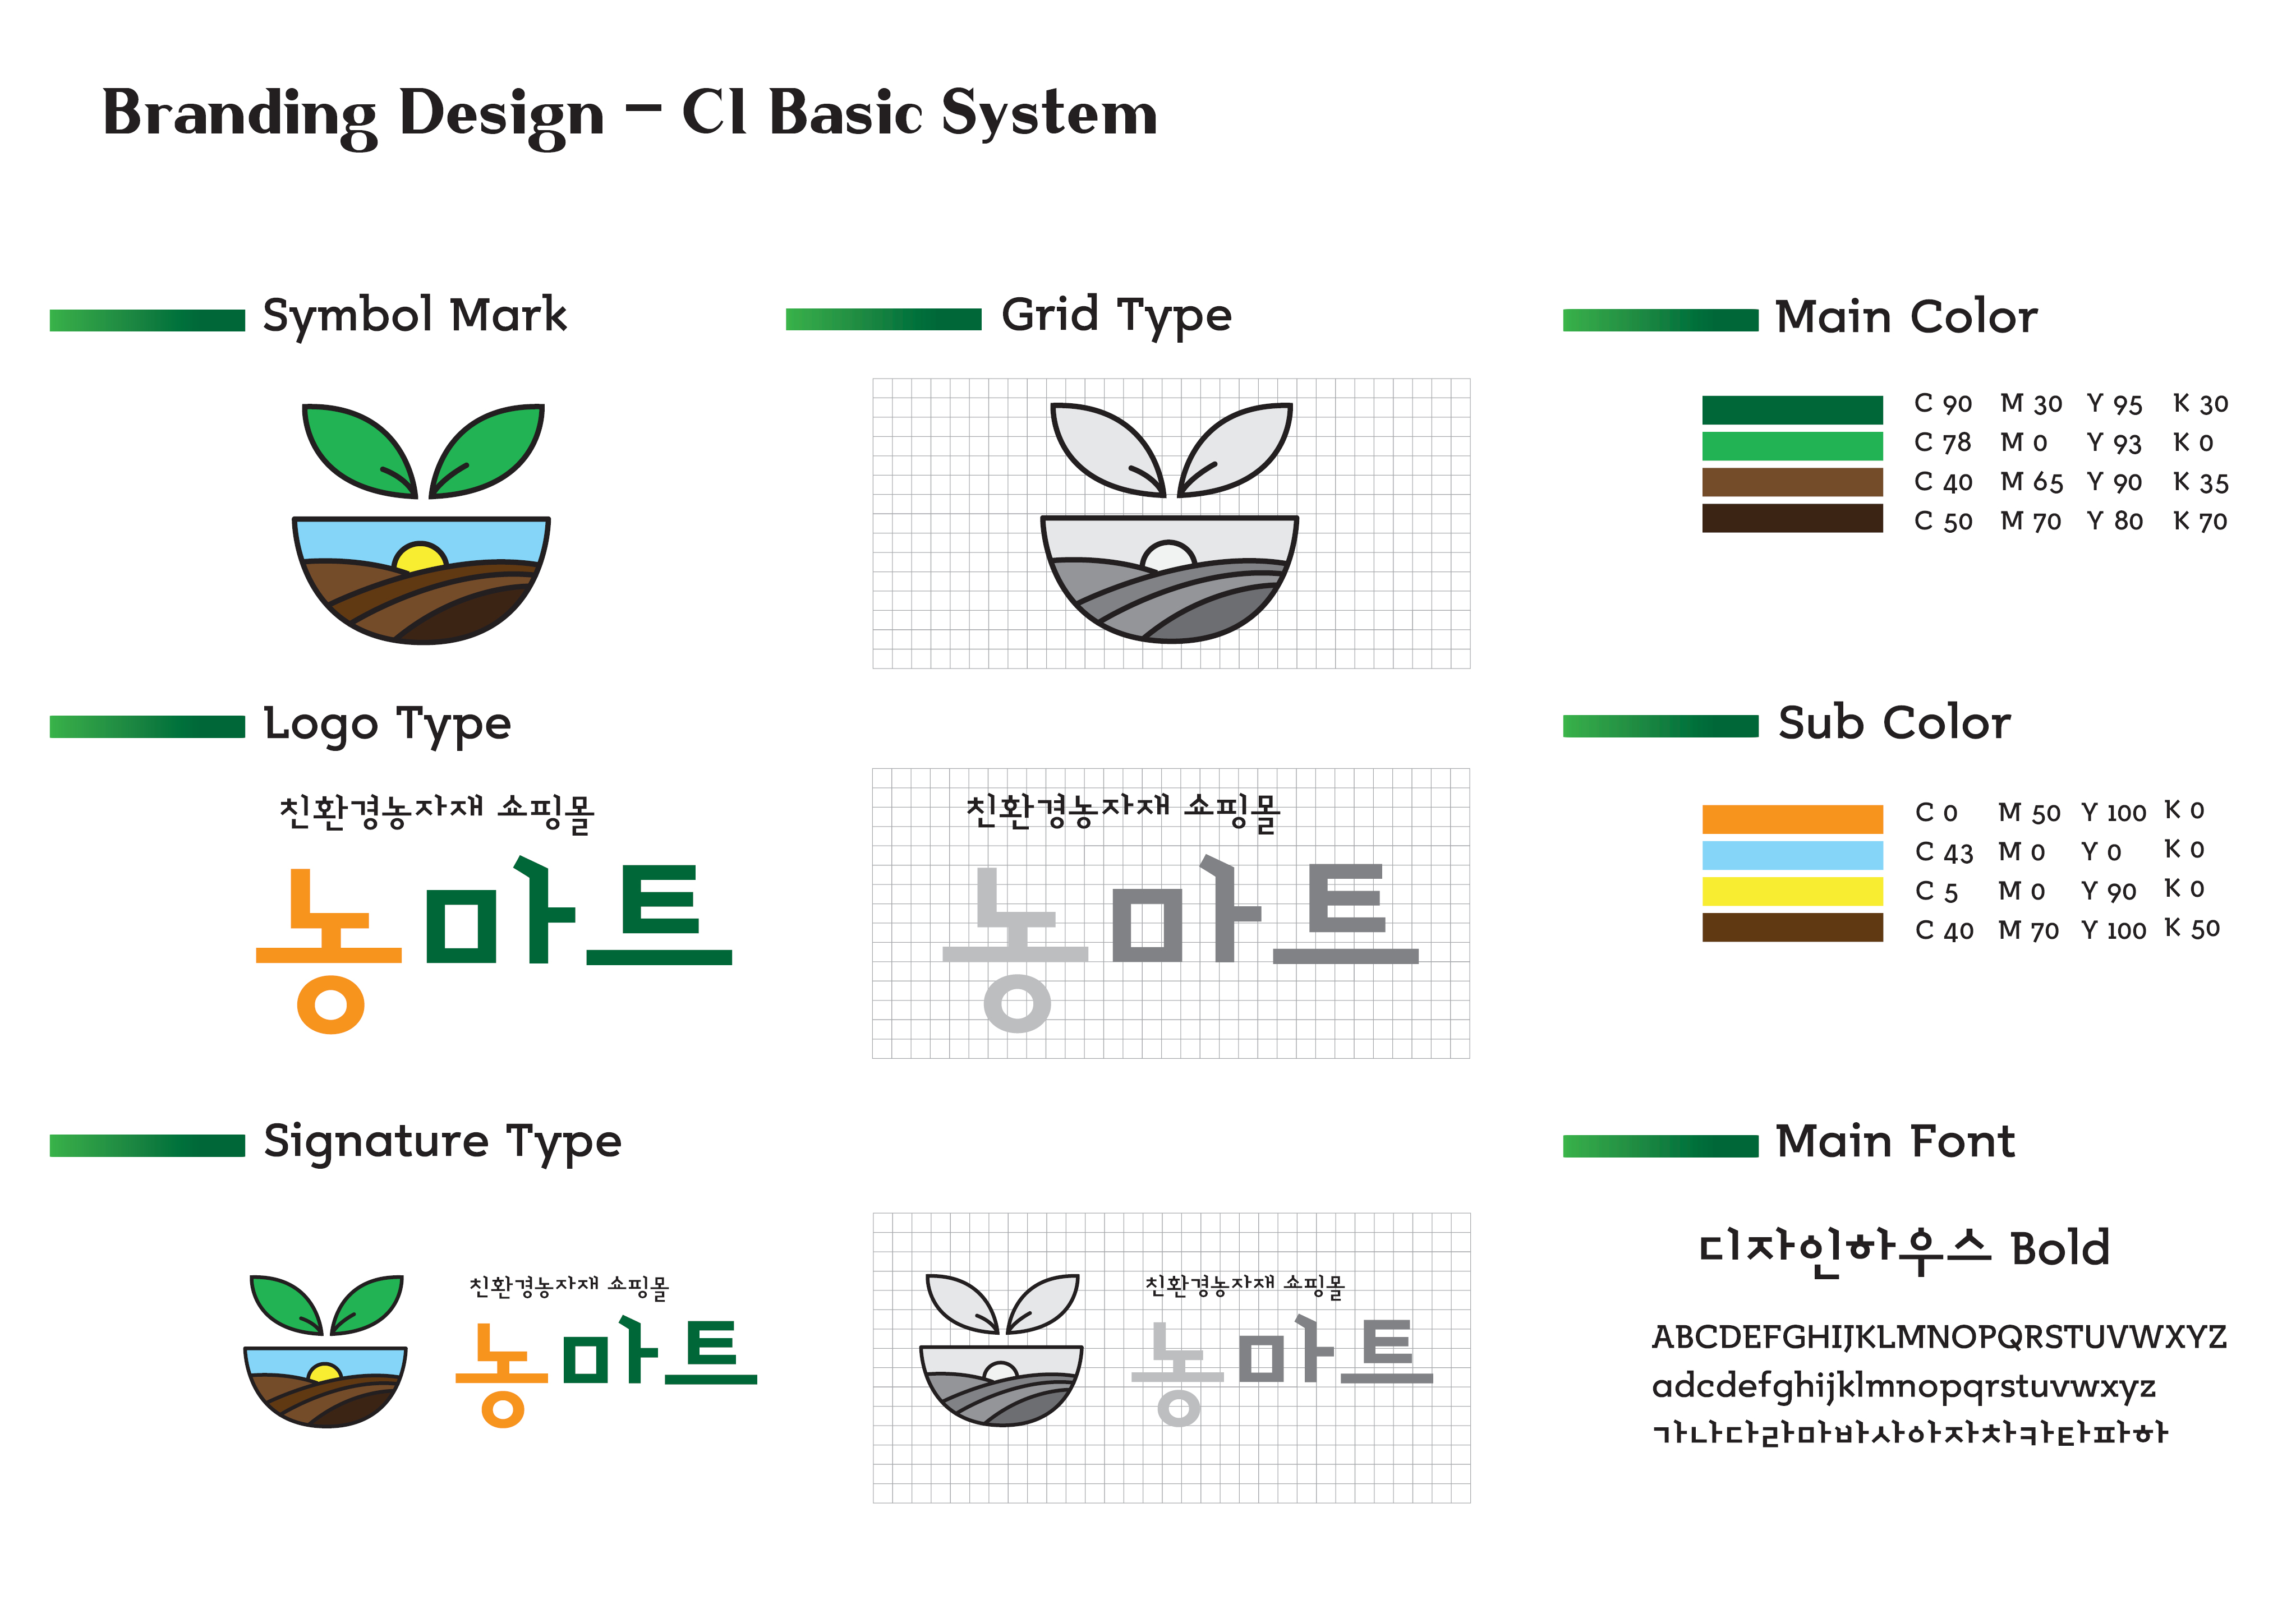 Branding Design - Cl Basic System
Symbol Mark
Grid Type
Main Color
C 90 M 30 Y 95 K 30
C 78 M 0 Y 93 K 0
C 40 M 65 Y 90 K 35
C 50 M 70 Y 80 K 70
Logo Type
친환경농자재 쇼핑몰
농마트
친환경농자재 쇼핑몰
농마트
Sub Color
C 0 M 50 Y 100 K 0
C 43 M 0 Y 0 K 0
C 5 M 0 Y 90 K 0
C 40 M 70 Y 100 K 50
Signature Type
친환경농자재 쇼핑몰
농마트
친환경농자재 쇼핑몰
농마트
Main Font
디자인하우스 Bold
ABCDEFGHIJKLMNOPQRSTUVWXYZ
adcdefghijklmnopqrstuvwxyz
가나다라마바사아자차카타파하